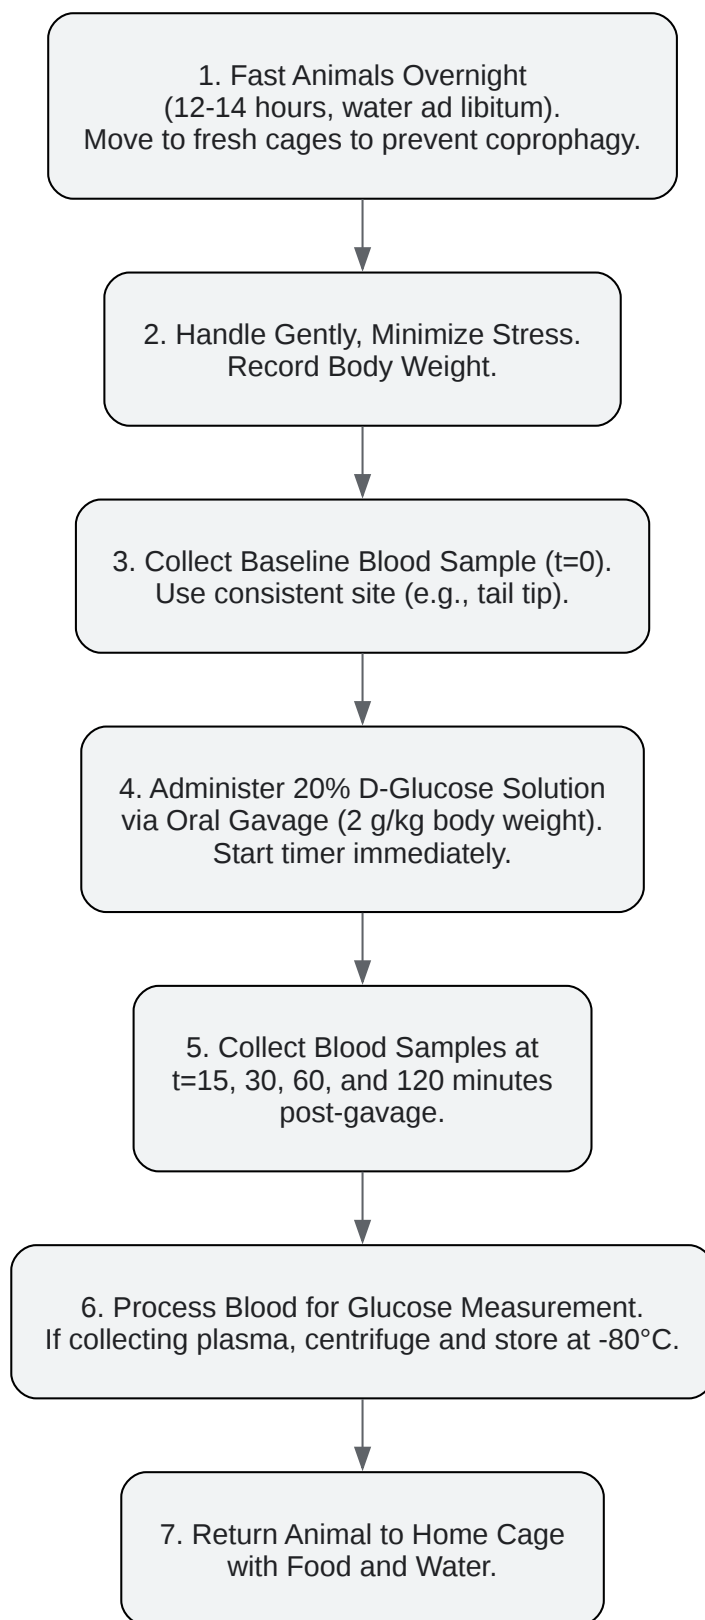 1. Fast Animals Overnight
(12-14 hours, water ad libitum).
Move to fresh cages to prevent coprophagy.
2. Handle Gently, Minimize Stress.
Record Body Weight.
3. Collect Baseline Blood Sample (t=0).
Use consistent site (e.g., tail tip).
4. Administer 20% D-Glucose Solution
via Oral Gavage (2 g/kg body weight).
Start timer immediately.
5. Collect Blood Samples at
t=15, 30, 60, and 120 minutes
post-gavage.
6. Process Blood for Glucose Measurement.
If collecting plasma, centrifuge and store at -80°C.
7. Return Animal to Home Cage
with Food and Water.